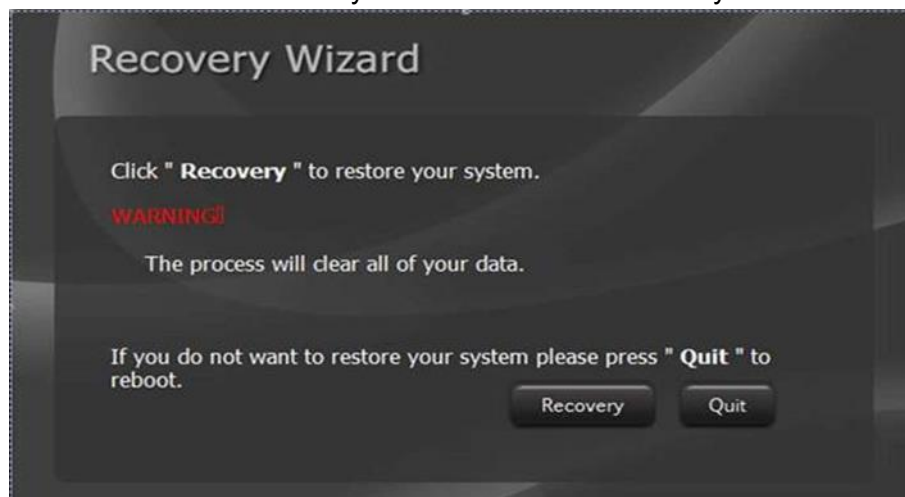 Recovery Wizard
Click " Recovery " to restore your system.
WARNING
The process will clear all of your data.
If you do not want to restore your system please press " Quit " to
reboot.
Recovery Quit